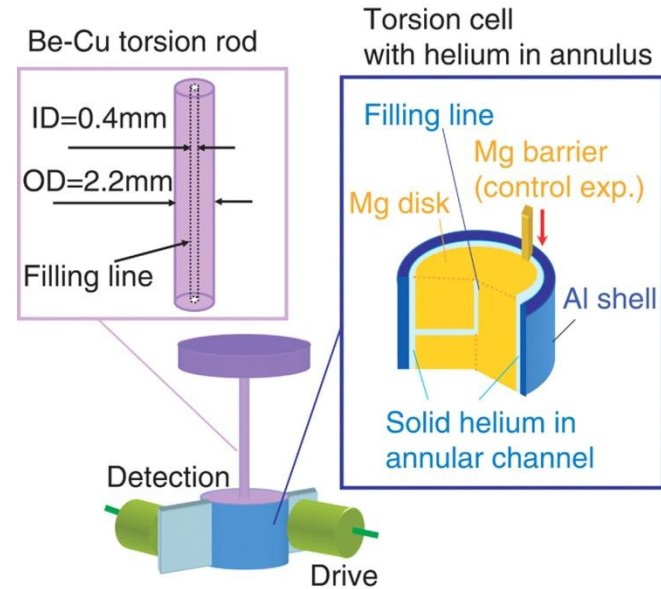 Be-Cu torsion rod
ID=0.4mm
OD=2.2mm
Filling line
Torsion cell
with helium in annulus
Filling line
Mg barrier
(control exp.)
Mg disk
Al shell
Solid helium in
annular channel
Detection
Drive